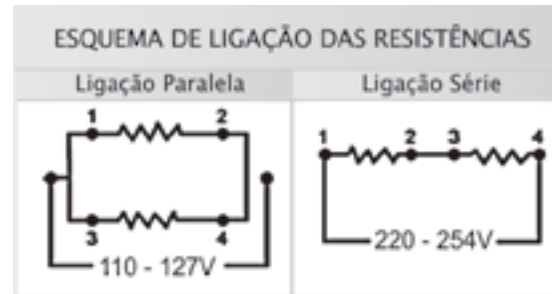 ESQUEMA DE LIGAÇÃO DAS RESISTÊNCIAS
Ligação Paralela
1 2
3 4
110 - 127V
Ligação Série
1 2 3 4
220 - 254V